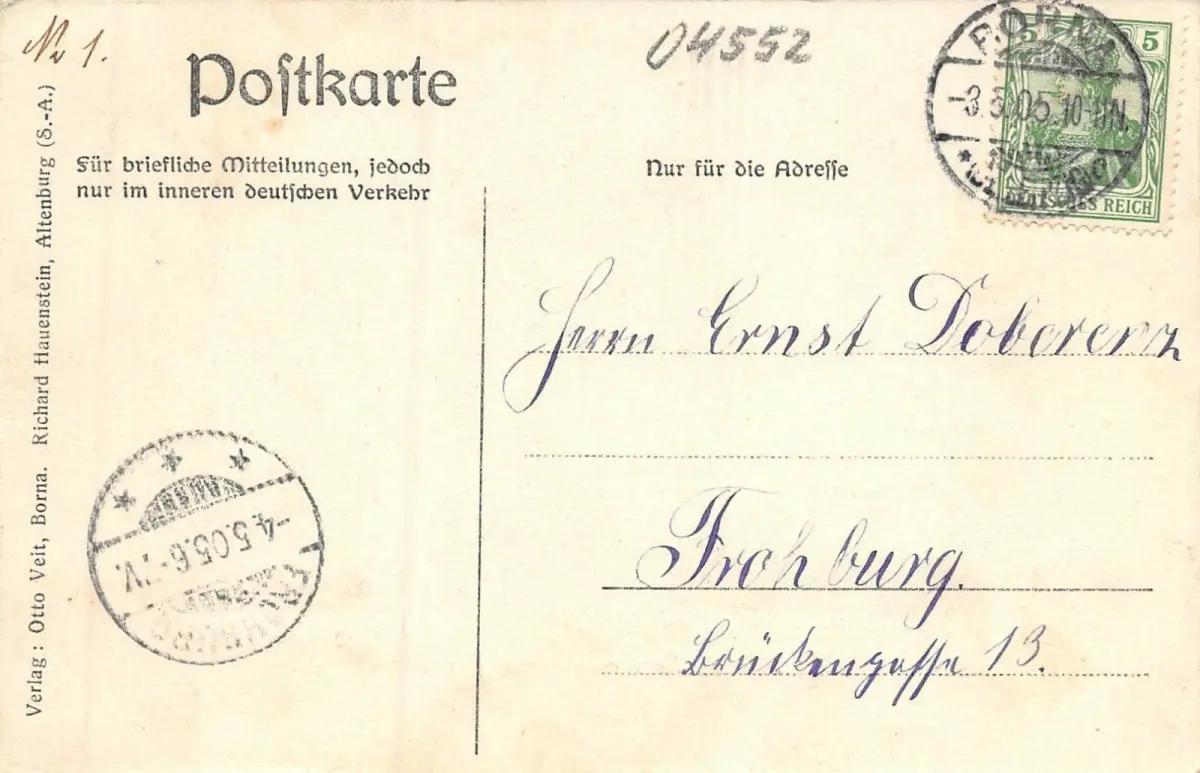 No 1.
04552
Postkarte
Für briefliche Mitteilungen, jedoch
nur im inneren deutschen Verkehr
Nur für die Adresse
BORNA
-3.5.05.10-11N.
5
5
DEUTSCHES REICH
Herrn Ernst Doberenz
Frohburg.
Brückengasse 13.
-4.5.05.6-7V.
FROHBURG
Verlag: Otto Veit, Borna. Richard Hauenstein, Altenburg (S.-A.)